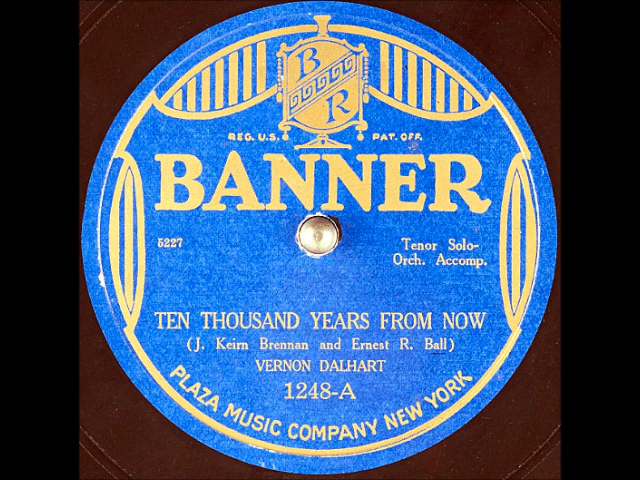 B
R
REG. U.S. PAT. OFF.
BANNER
5227
Tenor Solo-
Orch. Accomp.
TEN THOUSAND YEARS FROM NOW
(J. Keirn Brennan and Ernest R. Ball)
VERNON DALHART
1248-A
PLAZA MUSIC COMPANY NEW YORK